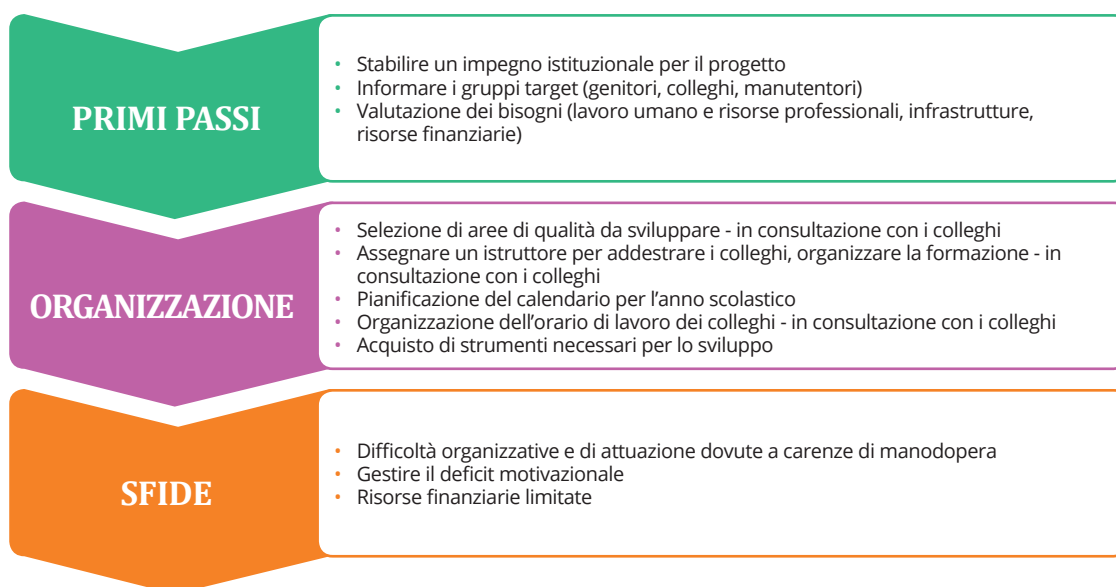 PRIMI PASSI
• Stabilire un impegno istituzionale per il progetto
• Informare i gruppi target (genitori, colleghi, manutentori)
• Valutazione dei bisogni (lavoro umano e risorse professionali, infrastrutture,
risorse finanziarie)
ORGANIZZAZIONE
• Selezione di aree di qualità da sviluppare - in consultazione con i colleghi
• Assegnare un istruttore per addestrare i colleghi, organizzare la formazione - in
consultazione con i colleghi
• Pianificazione del calendario per l’anno scolastico
• Organizzazione dell’orario di lavoro dei colleghi - in consultazione con i colleghi
• Acquisto di strumenti necessari per lo sviluppo
SFIDE
• Difficoltà organizzative e di attuazione dovute a carenze di manodopera
• Gestire il deficit motivazionale
• Risorse finanziarie limitate